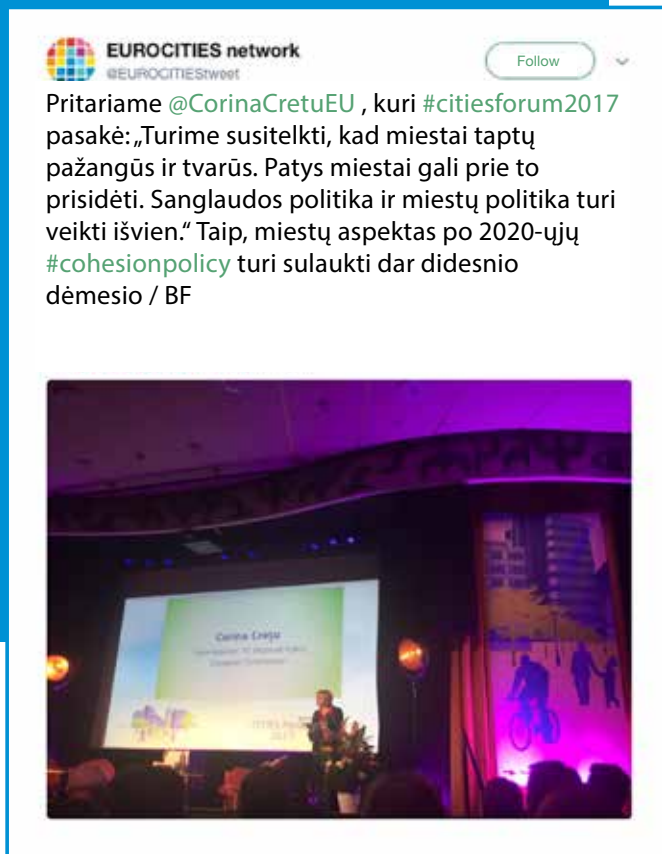 EUROCITIES network
@EUROCITIEStweet
Follow
Pritariame @CorinaCretuEU , kuri #citiesforum2017
pasakė: „Turime susitelkti, kad miestai taptų
pažangūs ir tvarūs. Patys miestai gali prie to
prisidėti. Sanglaudos politika ir miestų politika turi
veikti išvien.“ Taip, miestų aspektas po 2020-ųjų
#cohesionpolicy turi sulaukti dar didesnio
dėmesio / BF
Corina Crețu